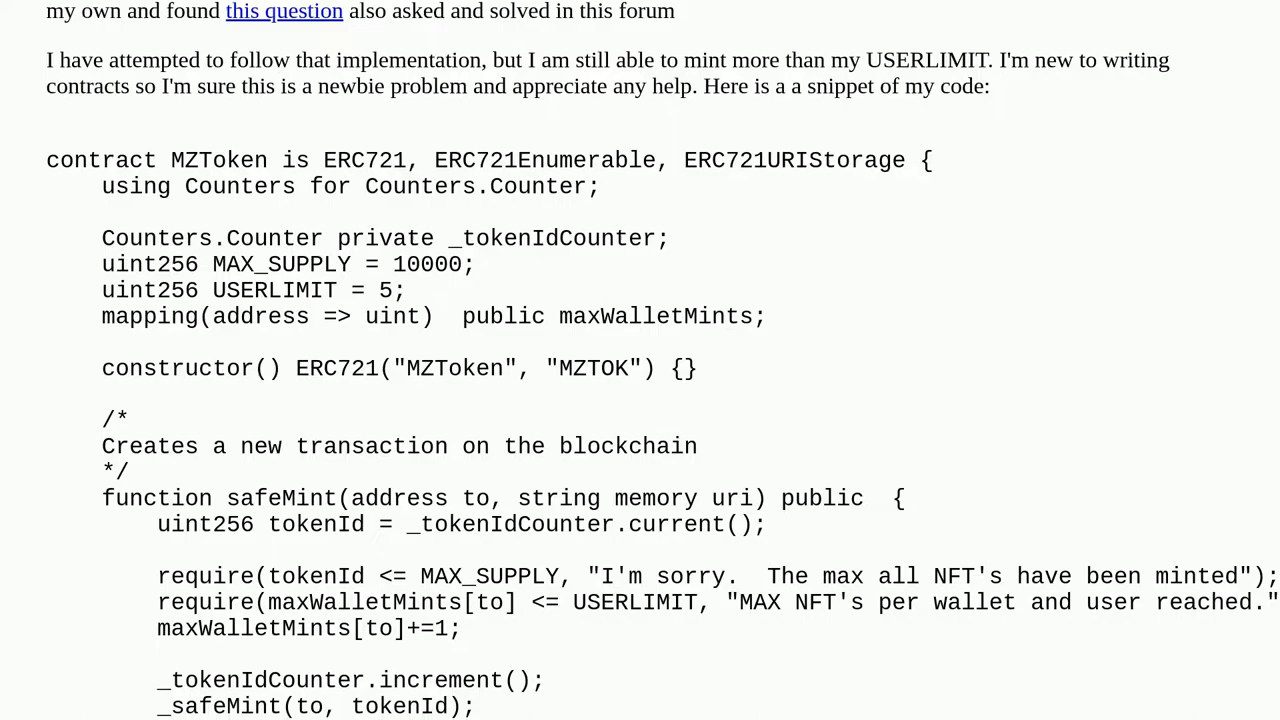 my own and found this question also asked and solved in this forum
I have attempted to follow that implementation, but I am still able to mint more than my USERLIMIT. I'm new to writing
contracts so I'm sure this is a newbie problem and appreciate any help. Here is a a snippet of my code:
contract MZToken is ERC721, ERC721Enumerable, ERC721URIStorage {
    using Counters for Counters.Counter;
    Counters.Counter private _tokenIdCounter;
    uint256 MAX_SUPPLY = 10000;
    uint256 USERLIMIT = 5;
    mapping(address => uint)  public maxWalletMints;
    constructor() ERC721("MZToken", "MZTOK") {}
    /*
    Creates a new transaction on the blockchain
    */
    function safeMint(address to, string memory uri) public  {
        uint256 tokenId = _tokenIdCounter.current();
        require(tokenId <= MAX_SUPPLY, "I'm sorry.  The max all NFT's have been minted");
        require(maxWalletMints[to] <= USERLIMIT, "MAX NFT's per wallet and user reached."
        maxWalletMints[to]+=1;
        _tokenIdCounter.increment();
        _safeMint(to, tokenId);